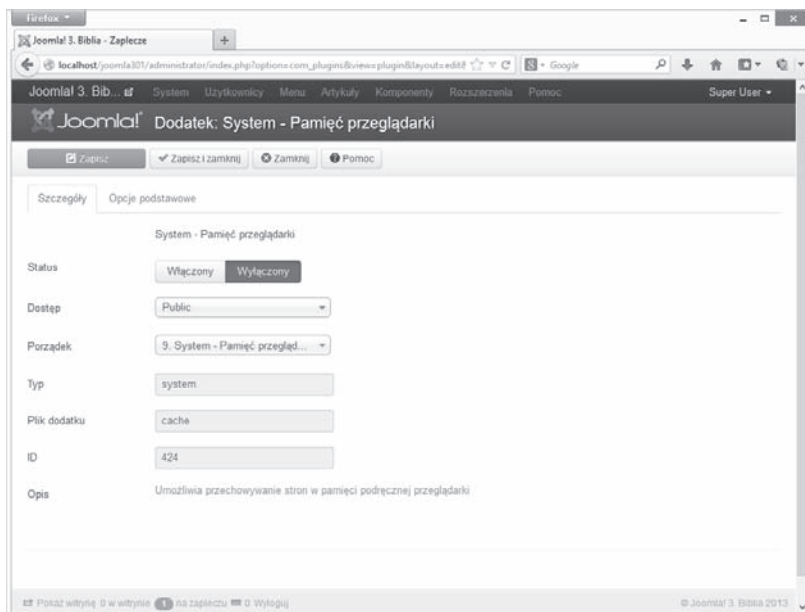 Firefox
Joomla! 3. Biblia - Zaplecze
localhost/joomla301/administrator/index.php?option=com_plugins&view=plugin&layout=edit&
Google
Joomla! 3. Bib... System Użytkownicy Menu Artykuły Komponenty Rozszerzenia Pomoc Super User
Joomla! Dodatek: System - Pamięć przeglądarki
Zapisz Zapisz i zamknij Zamknij Pomoc
Szczegóły Opcje podstawowe
System - Pamięć przeglądarki
Status Włączony Wyłączony
Dostęp Public
Porządek 9. System - Pamięć przegląd...
Typ system
Plik dodatku cache
ID 424
Opis Umożliwia przechowywanie stron w pamięci podręcznej przeglądarki
Pokaż witrynę 0 w witrynie 1 na zapleczu 0 Wyloguj © Joomla! 3. Biblia 2013